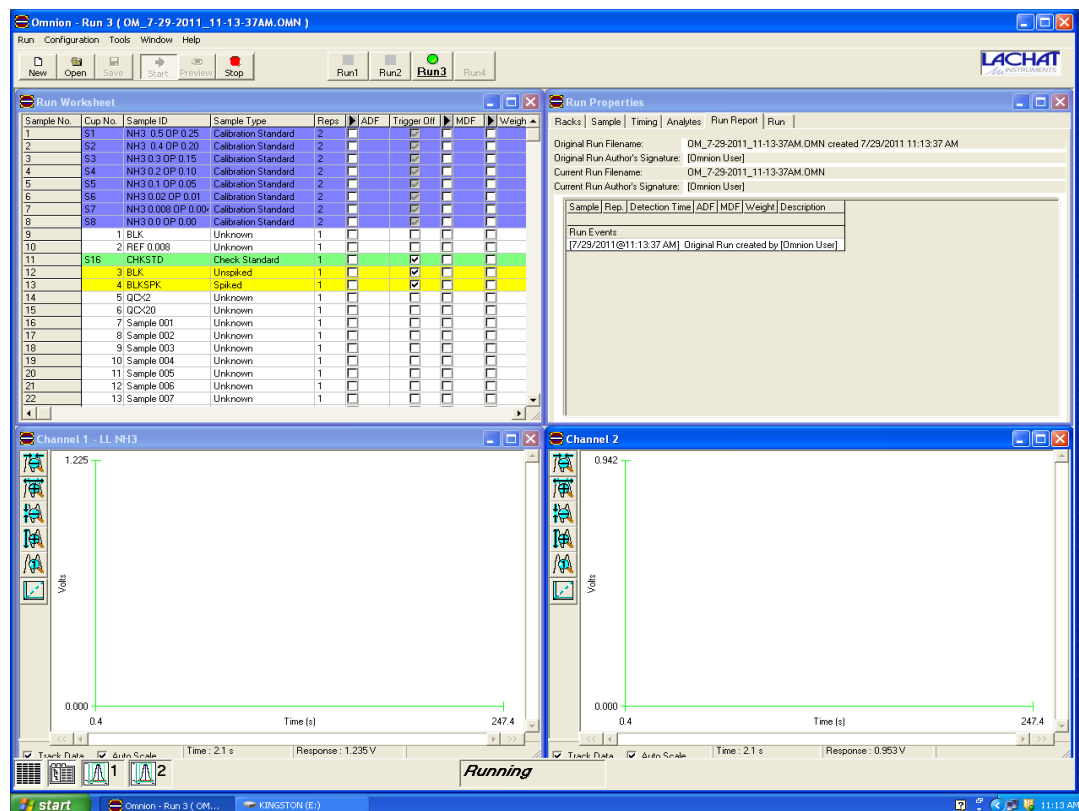 Omnion - Run 3 ( OM_7-29-2011_11-13-37AM.OMN )
Run Configuration Tools Window Help
New Open Save Start Preview Stop Run1 Run2 Run3 Run4
LACHAT
INSTRUMENTS
Run Worksheet
Sample No. Cup No. Sample ID Sample Type Reps ADF Trigger Off MDF Weigh
1 S1 NH3 0.5 OP 0.25 Calibration Standard 2
2 S2 NH3 0.4 OP 0.20 Calibration Standard 2
3 S3 NH3 0.3 OP 0.15 Calibration Standard 2
4 S4 NH3 0.2 OP 0.10 Calibration Standard 2
5 S5 NH3 0.1 OP 0.05 Calibration Standard 2
6 S6 NH3 0.02 OP 0.01 Calibration Standard 2
7 S7 NH3 0.008 OP 0.004 Calibration Standard 2
8 S8 NH3 0.0 OP 0.00 Calibration Standard 2
9 1 BLK Unknown 1
10 2 REF 0.008 Unknown 1
11 S16 CHKSTD Check Standard 1
12 3 BLK Unspiked 1
13 4 BLKSPK Spiked 1
14 5 QCX2 Unknown 1
15 6 QCX20 Unknown 1
16 7 Sample 001 Unknown 1
17 8 Sample 002 Unknown 1
18 9 Sample 003 Unknown 1
19 10 Sample 004 Unknown 1
20 11 Sample 005 Unknown 1
21 12 Sample 006 Unknown 1
22 13 Sample 007 Unknown 1
Run Properties
Racks Sample Timing Analytes Run Report Run
Original Run Filename: OM_7-29-2011_11-13-37AM.OMN created 7/29/2011 11:13:37 AM
Original Run Author's Signature: [Omnion User]
Current Run Filename: OM_7-29-2011_11-13-37AM.OMN
Current Run Author's Signature: [Omnion User]
Sample Rep. Detection Time ADF MDF Weight Description
Run Events
[7/29/2011@11:13:37 AM] Original Run created by [Omnion User]
Channel 1 - LL NH3
1.225
Volts
0.000
0.4 Time (s) 247.4
Track Data Auto Scale Time : 2.1 s Response : 1.235 V
Channel 2
0.942
Volts
0.000
0.4 Time (s) 247.4
Track Data Auto Scale Time : 2.1 s Response : 0.953 V
1 2 Running
start Omnion - Run 3 ( OM... KINGSTON (E:) 11:13 AM